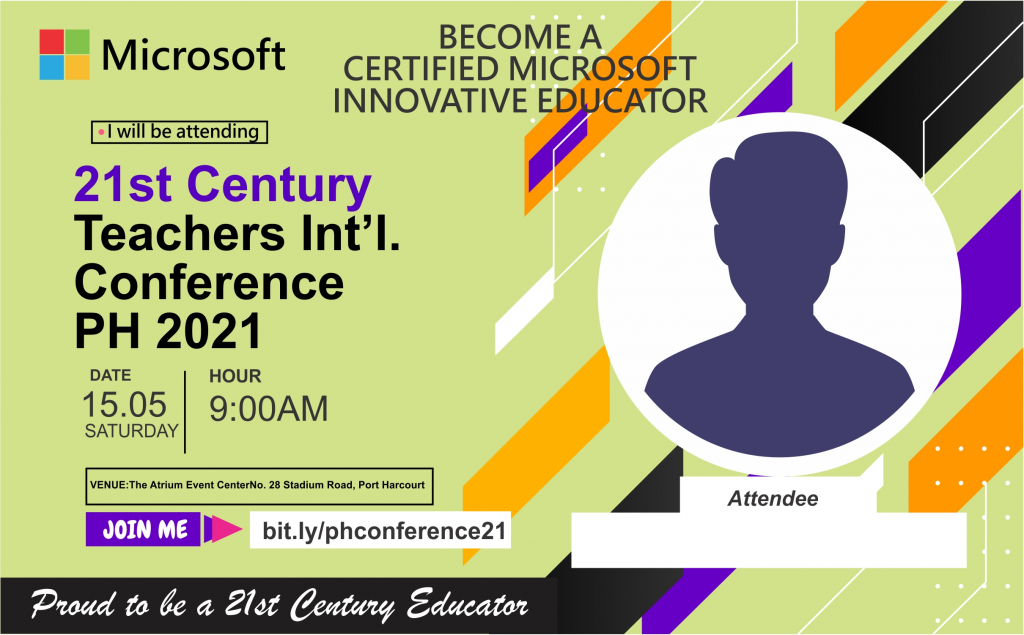 Microsoft
BECOME A
CERTIFIED MICROSOFT
INNOVATIVE EDUCATOR
I will be attending
21st Century
Teachers Int'l.
Conference
PH 2021
DATE
15.05
SATURDAY
HOUR
9:00AM
VENUE:The Atrium Event CenterNo. 28 Stadium Road, Port Harcourt
JOIN ME
bit.ly/phconference21
Attendee
Proud to be a 21st Century Educator